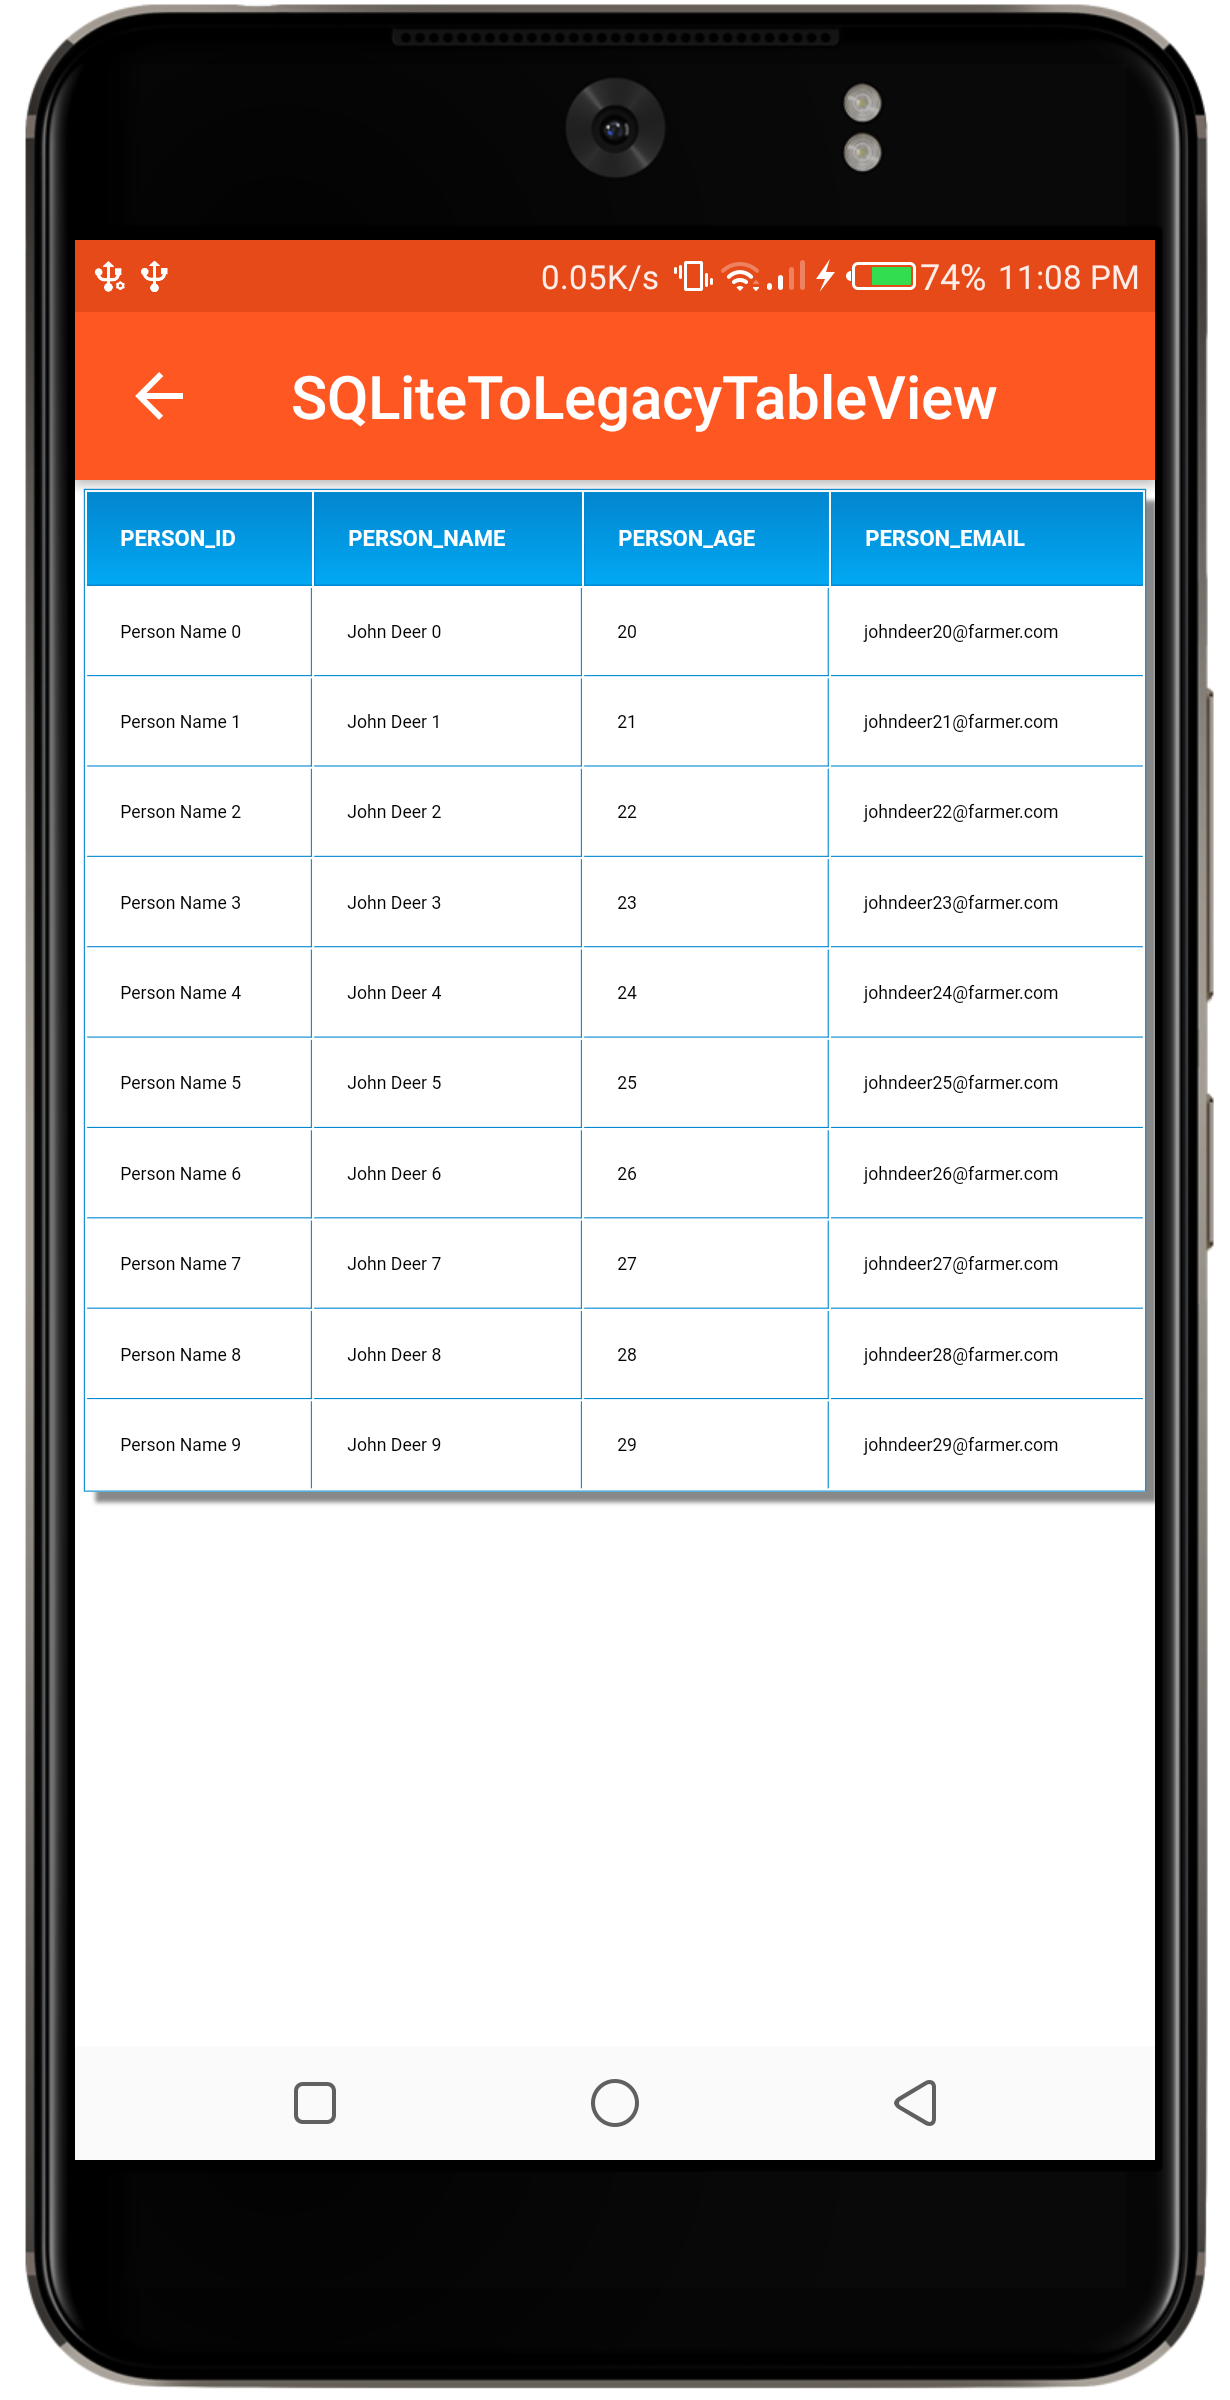 0.05K/s 74% 11:08 PM
SQLiteToLegacyTableView
PERSON_ID PERSON_NAME PERSON_AGE PERSON_EMAIL
Person Name 0 John Deer 0 20 johndeer20@farmer.com
Person Name 1 John Deer 1 21 johndeer21@farmer.com
Person Name 2 John Deer 2 22 johndeer22@farmer.com
Person Name 3 John Deer 3 23 johndeer23@farmer.com
Person Name 4 John Deer 4 24 johndeer24@farmer.com
Person Name 5 John Deer 5 25 johndeer25@farmer.com
Person Name 6 John Deer 6 26 johndeer26@farmer.com
Person Name 7 John Deer 7 27 johndeer27@farmer.com
Person Name 8 John Deer 8 28 johndeer28@farmer.com
Person Name 9 John Deer 9 29 johndeer29@farmer.com